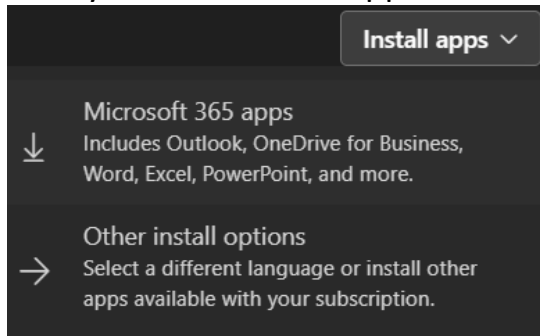 Install apps
Microsoft 365 apps
Includes Outlook, OneDrive for Business,
Word, Excel, PowerPoint, and more.
Other install options
Select a different language or install other
apps available with your subscription.